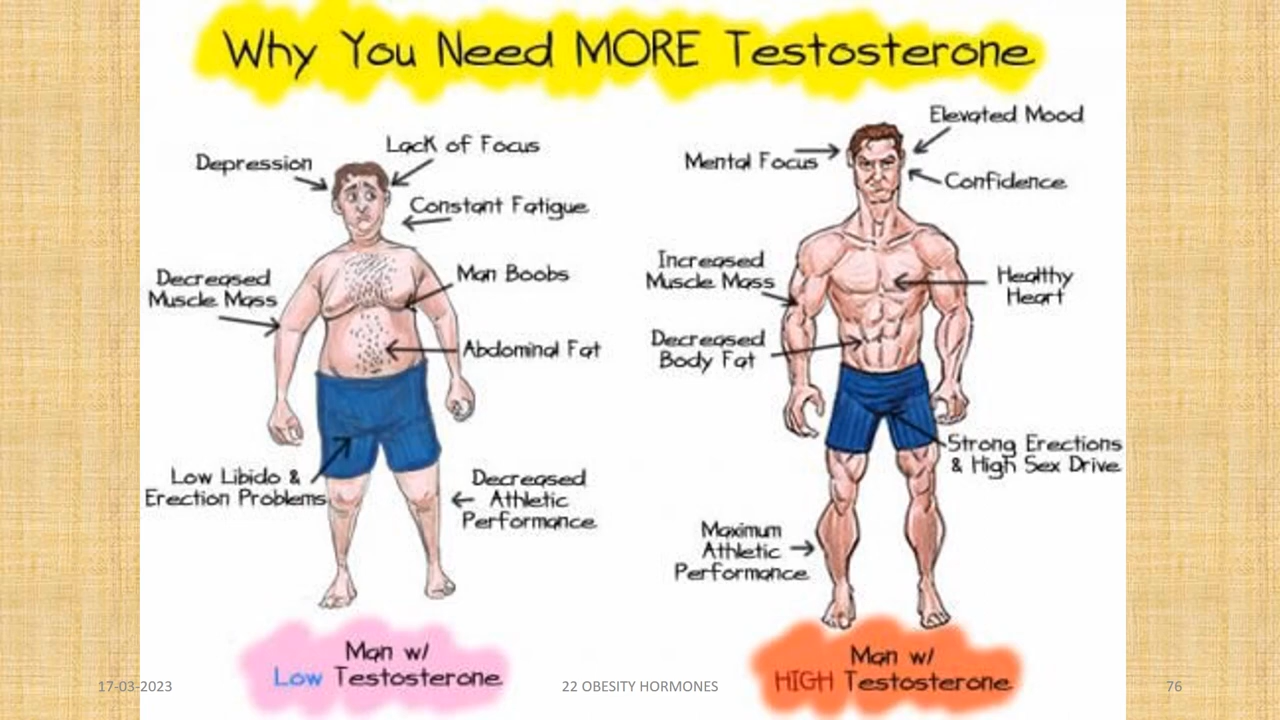 Why You Need MORE Testosterone
Depression
Lack of Focus
Constant Fatigue
Decreased
Muscle Mass
Man Boobs
Abdominal Fat
Low Libido &
Erection Problems
Decreased
Athletic
Performance
Man w/
Low Testosterone
Elevated Mood
Mental Focus
Confidence
Increased
Muscle Mass
Healthy
Heart
Decreased
Body Fat
Strong Erections
& High Sex Drive
Maximum
Athletic
Performance
Man w/
HIGH Testosterone
17-03-2023
22 OBESITY HORMONES
76